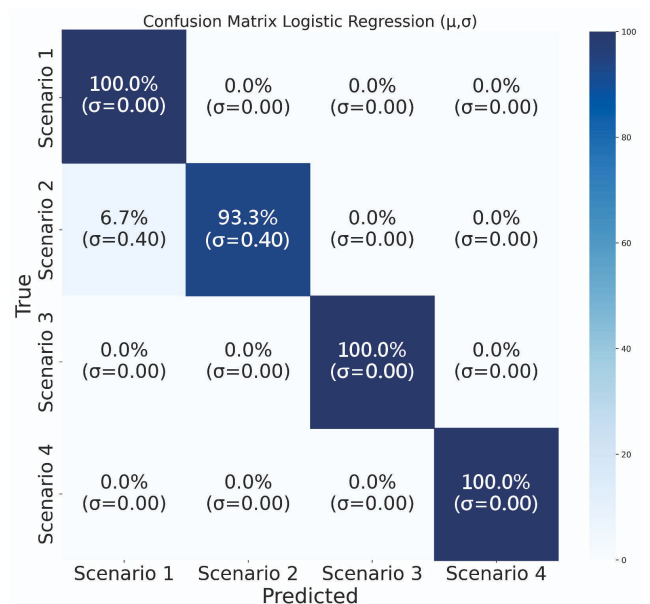 Confusion Matrix Logistic Regression (μ,σ)
Scenario 1
100.0%
(σ=0.00)
0.0%
(σ=0.00)
0.0%
(σ=0.00)
0.0%
(σ=0.00)
Scenario 2
6.7%
(σ=0.40)
93.3%
(σ=0.40)
0.0%
(σ=0.00)
0.0%
(σ=0.00)
True
Scenario 3
0.0%
(σ=0.00)
0.0%
(σ=0.00)
100.0%
(σ=0.00)
0.0%
(σ=0.00)
Scenario 4
0.0%
(σ=0.00)
0.0%
(σ=0.00)
0.0%
(σ=0.00)
100.0%
(σ=0.00)
Scenario 1
Scenario 2
Scenario 3
Scenario 4
Predicted
100
80
60
40
20
0